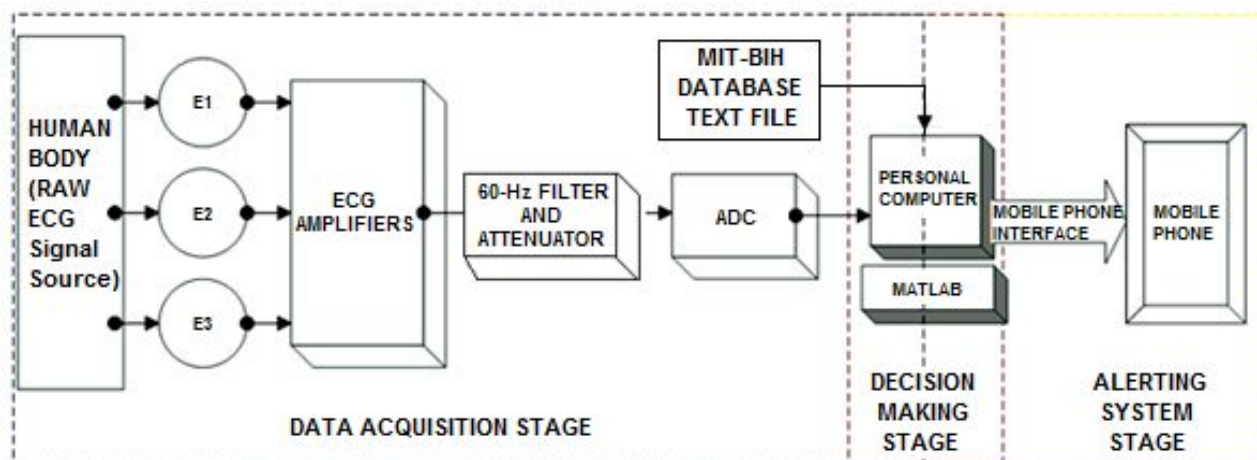 HUMAN
BODY
(RAW
ECG
Signal
Source)
E1
E2
E3
ECG
AMPLIFIERS
60-Hz FILTER
AND
ATTENUATOR
ADC
MIT-BIH
DATABASE
TEXT FILE
PERSONAL
COMPUTER
MATLAB
MOBILE PHONE
INTERFACE
MOBILE
PHONE
DATA ACQUISITION STAGE
DECISION
MAKING
STAGE
ALERTING
SYSTEM
STAGE